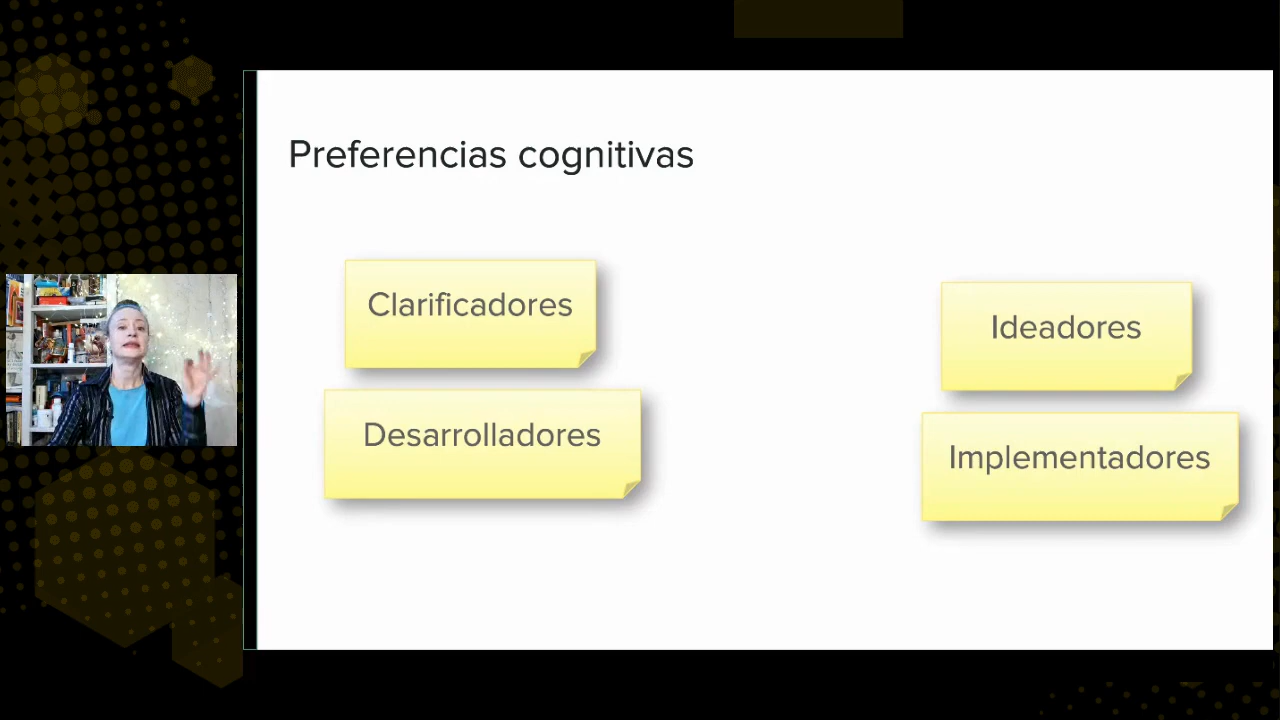 Preferencias cognitivas
Clarificadores
Desarrolladores
Ideadores
Implementadores